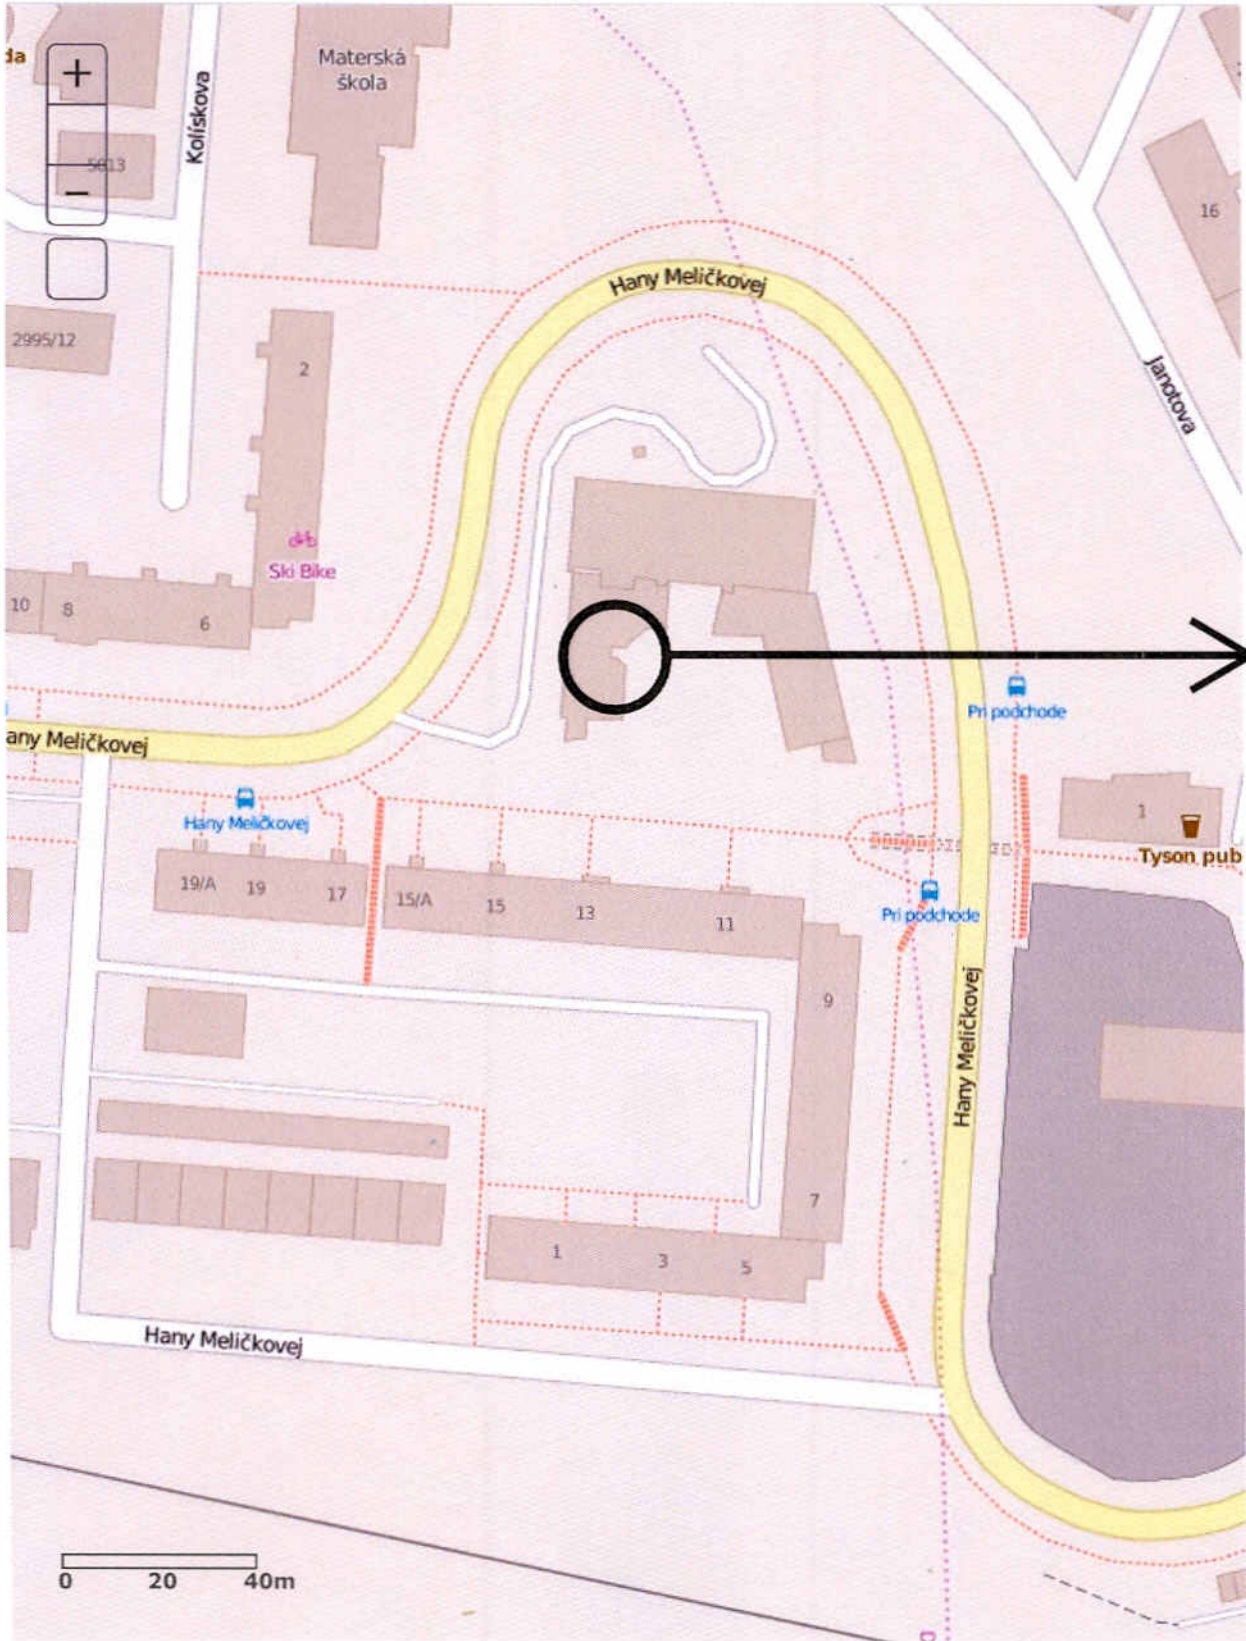 da
Kolískova
Materská
škola
+
5613
−
16
Hany Meličkovej
2995/12
2
Janotova
Ski Bike
10
8
6
Pri podchode
any Meličkovej
Hany Meličkovej
1
Tyson pub
19/A
19
17
15/A
15
13
11
Pri podchode
9
Hany Meličkovej
7
1
3
5
Hany Meličkovej
0 20 40m
D